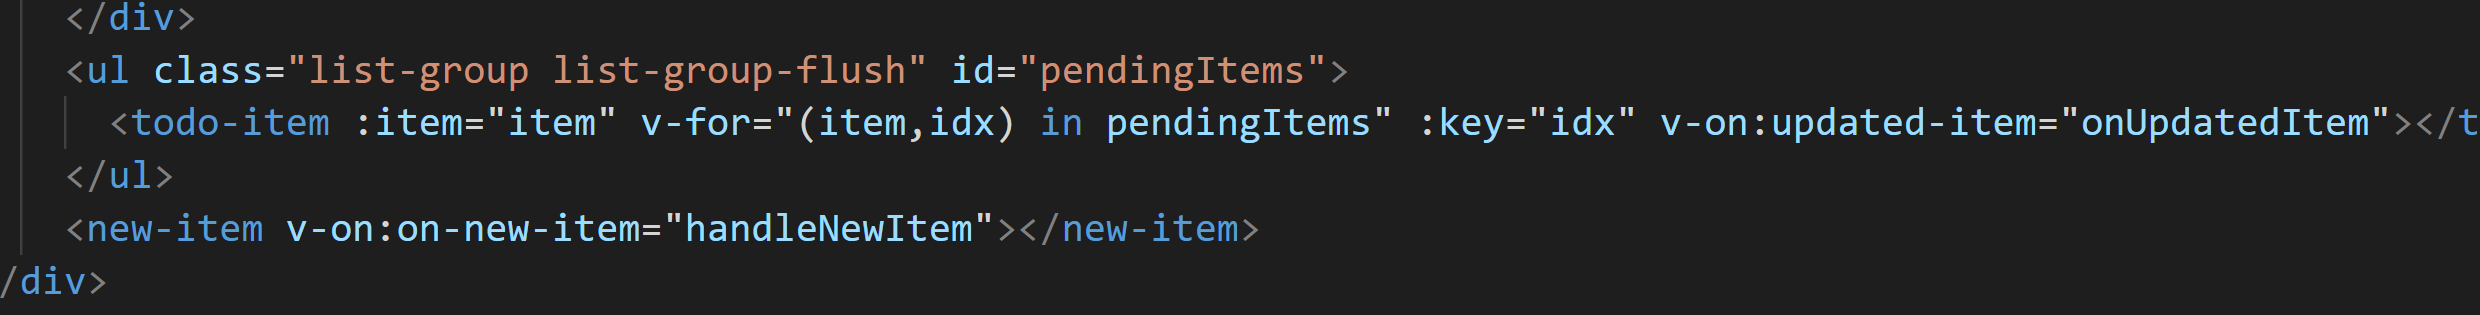 </div>
<ul class="list-group list-group-flush" id="pendingItems">
<todo-item :item="item" v-for="(item,idx) in pendingItems" :key="idx" v-on:updated-item="onUpdatedItem"></t
</ul>
<new-item v-on:on-new-item="handleNewItem"></new-item>
/div>